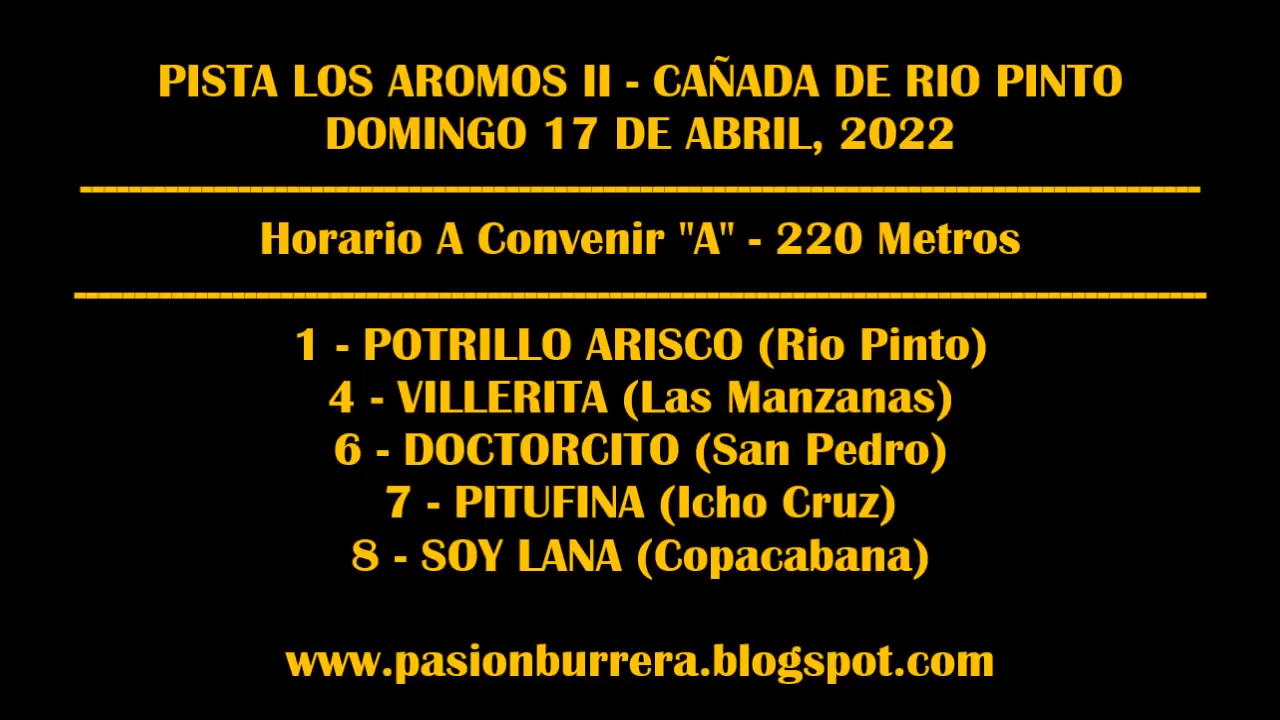 PISTA LOS AROMOS II - CAÑADA DE RIO PINTO
DOMINGO 17 DE ABRIL, 2022
Horario A Convenir "A" - 220 Metros
1 - POTRILLO ARISCO (Rio Pinto)
4 - VILLERITA (Las Manzanas)
6 - DOCTORCITO (San Pedro)
7 - PITUFINA (Icho Cruz)
8 - SOY LANA (Copacabana)
www.pasionburrera.blogspot.com